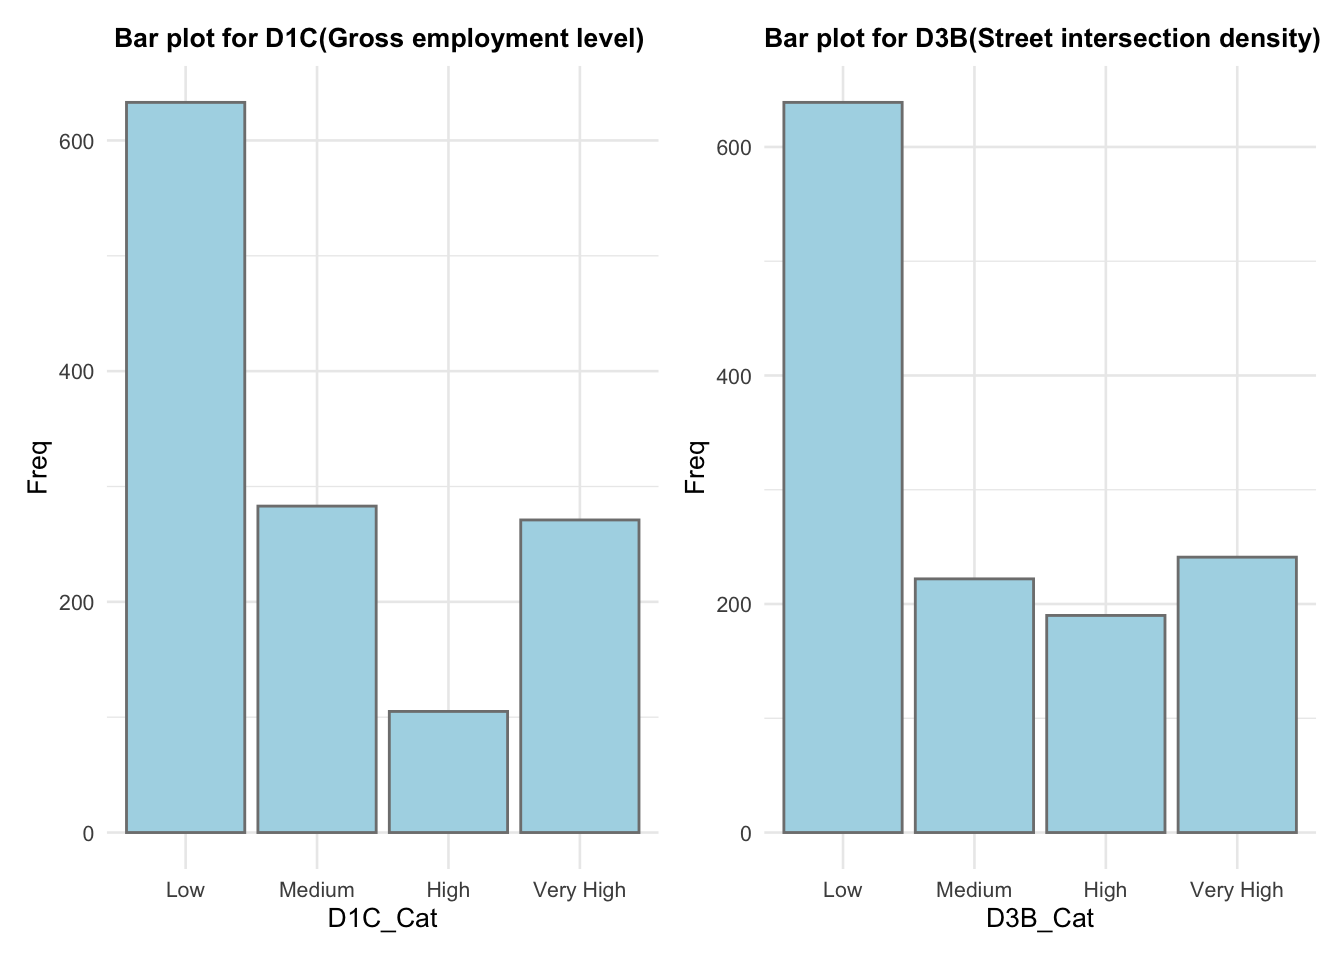 Bar plot for D1C(Gross employment level)
Freq
600
400
200
0
Low Medium High Very High
D1C_Cat
Bar plot for D3B(Street intersection density)
Freq
600
400
200
0
Low Medium High Very High
D3B_Cat